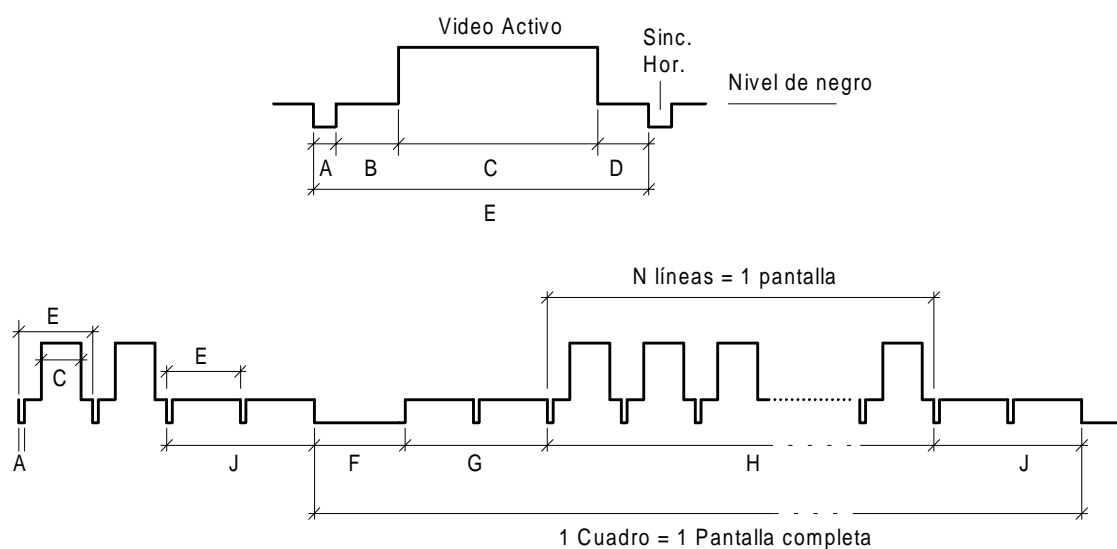 Video Activo
Sinc.
Hor.
Nivel de negro
A
B
C
D
E
N líneas = 1 pantalla
E
E
C
A
J
F
G
H
J
1 Cuadro = 1 Pantalla completa